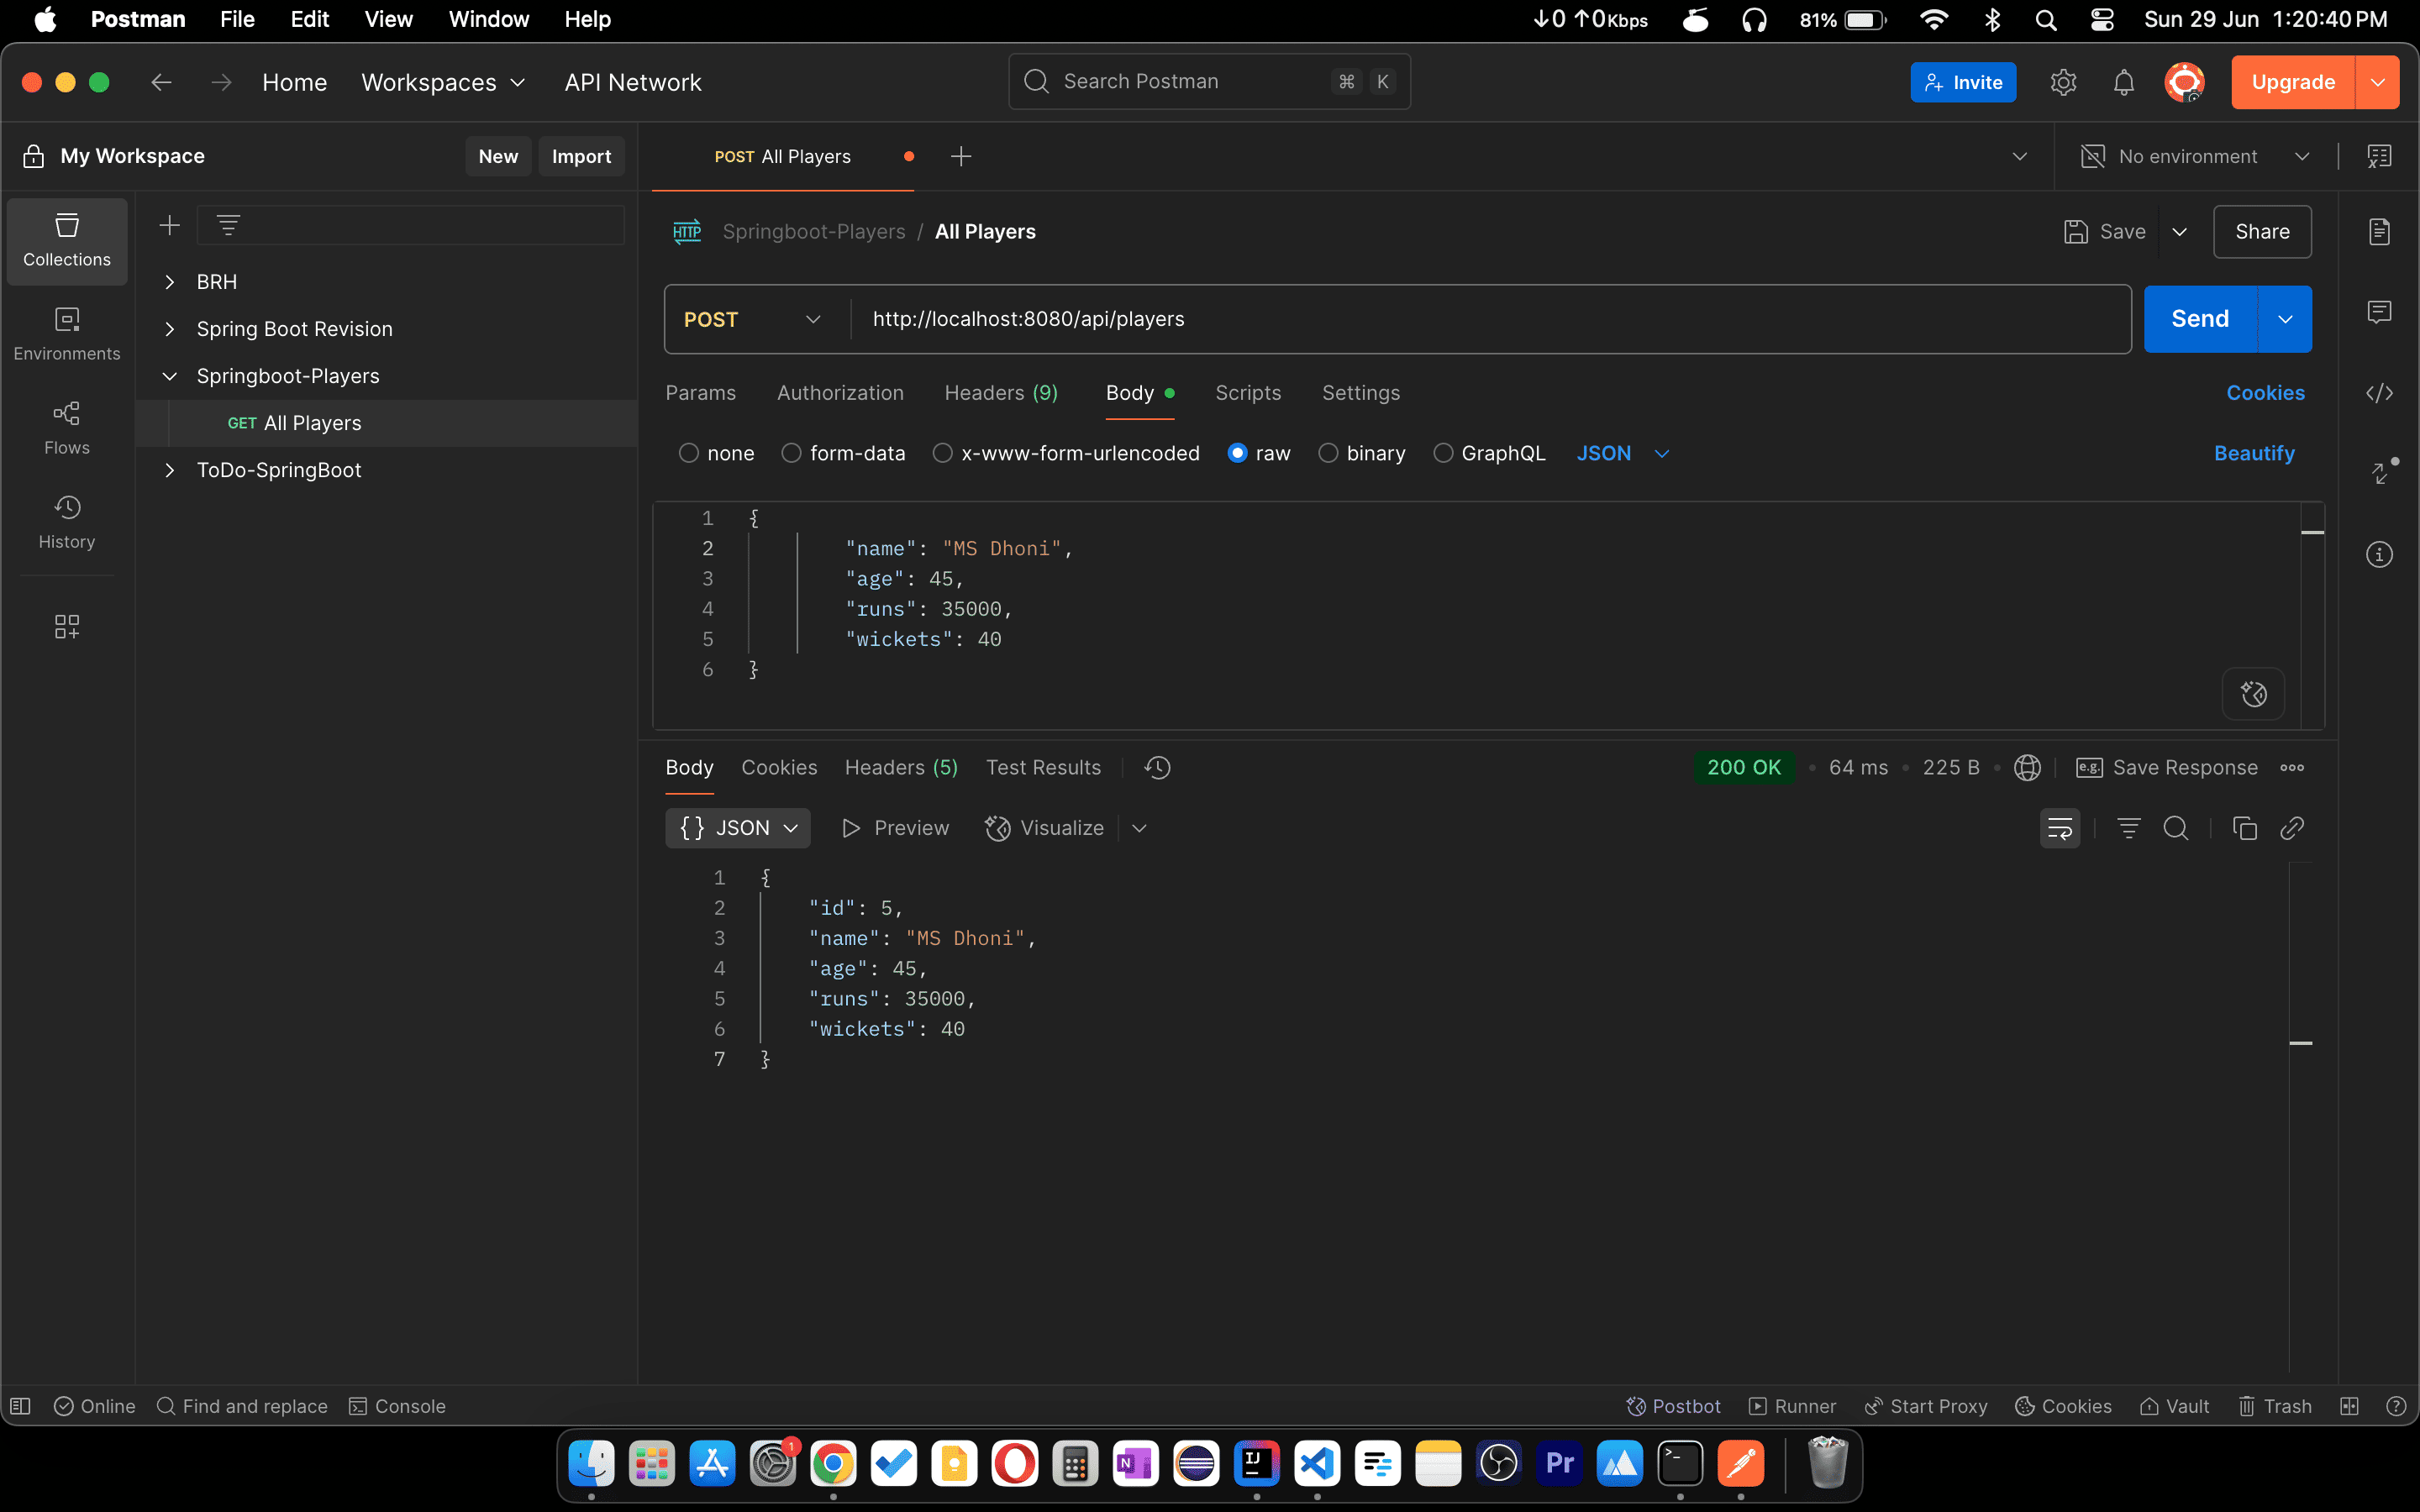 Postman File Edit View Window Help ↓0 ↑0Kbps 81% Sun 29 Jun 1:20:40 PM
Home Workspaces API Network Search Postman ⌘ K Invite Upgrade
My Workspace New Import POST All Players No environment
HTTP Springboot-Players / All Players Save Share
Collections
BRH
Environments
Spring Boot Revision
Springboot-Players
GET All Players
Flows
ToDo-SpringBoot
History
POST http://localhost:8080/api/players Send
Params Authorization Headers (9) Body Scripts Settings Cookies
none form-data x-www-form-urlencoded raw binary GraphQL JSON Beautify
1 {
2 "name": "MS Dhoni",
3 "age": 45,
4 "runs": 35000,
5 "wickets": 40
6 }
Body Cookies Headers (5) Test Results 200 OK • 64 ms • 225 B • e.g. Save Response
{} JSON Preview Visualize
1 {
2 "id": 5,
3 "name": "MS Dhoni",
4 "age": 45,
5 "runs": 35000,
6 "wickets": 40
7 }
Online Find and replace Console Postbot Runner Start Proxy Cookies Vault Trash
1 N IJ Pr